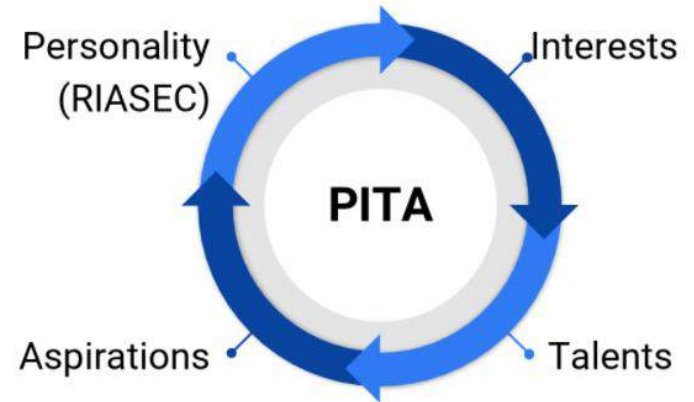 Personality
(RIASEC)
Interests
PITA
Aspirations
Talents